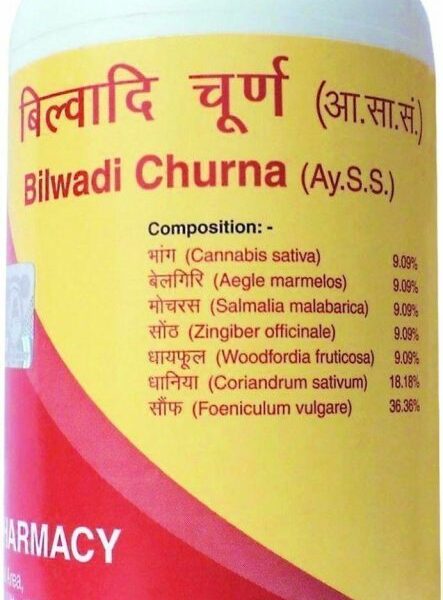 बिल्वादि चूर्ण (आ.सा.सं.)
Bilwadi Churna (Ay.S.S.)
Composition: -
भांग (Cannabis sativa) 9.09%
बेलगिरि (Aegle marmelos) 9.09%
मोचरस (Salmalia malabarica) 9.09%
सोंठ (Zingiber officinale) 9.09%
धायफूल (Woodfordia fruticosa) 9.09%
धानिया (Coriandrum sativum) 18.18%
सौंफ (Foeniculum vulgare) 36.36%
HARMACY
Area,